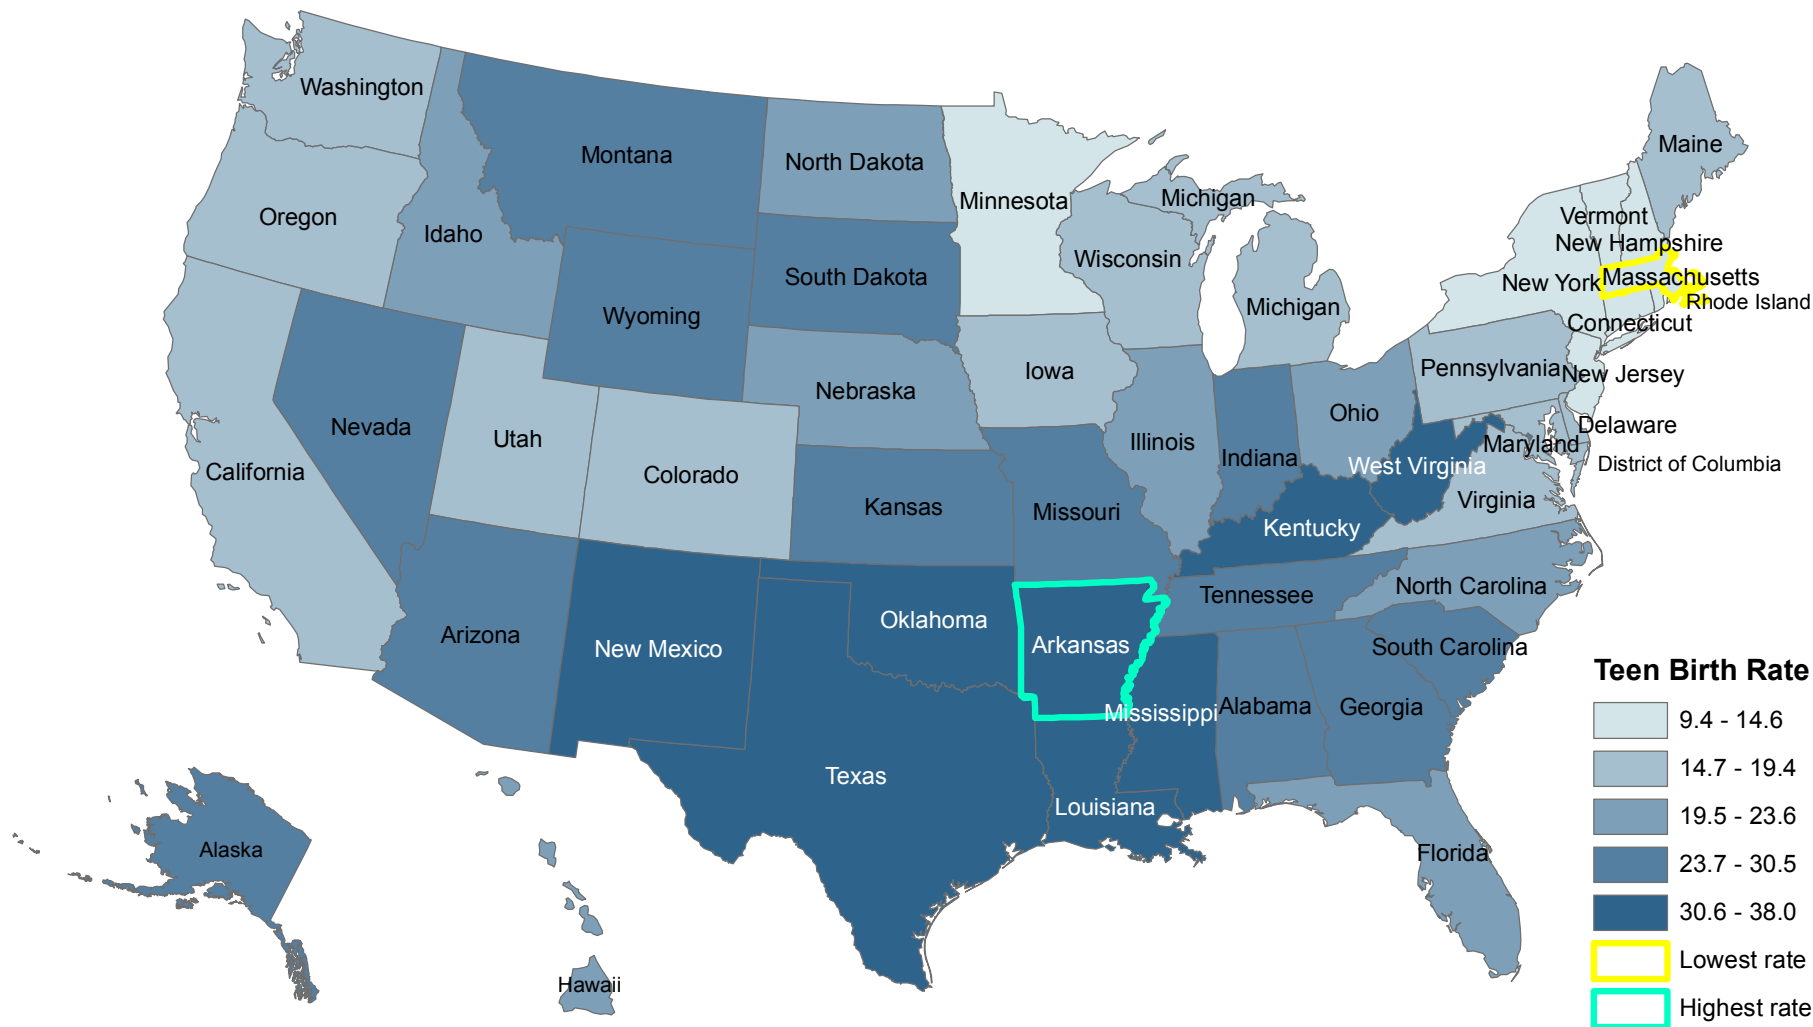 Washington
Montana
North Dakota
Minnesota
Michigan
Maine
Oregon
Idaho
Vermont
New Hampshire
Wisconsin
South Dakota
Wyoming
New York
Massachusetts
Rhode Island
Michigan
Connecticut
Iowa
Pennsylvania
New Jersey
Nebraska
Nevada
Utah
Illinois
Ohio
Delaware
Maryland
California
Colorado
Indiana
West Virginia
District of Columbia
Kansas
Missouri
Virginia
Kentucky
Tennessee
North Carolina
Arizona
New Mexico
Oklahoma
Arkansas
South Carolina
Mississippi
Alabama
Georgia
Texas
Louisiana
Florida
Alaska
Hawaii
Teen Birth Rate
9.4 - 14.6
14.7 - 19.4
19.5 - 23.6
23.7 - 30.5
30.6 - 38.0
Lowest rate
Highest rate